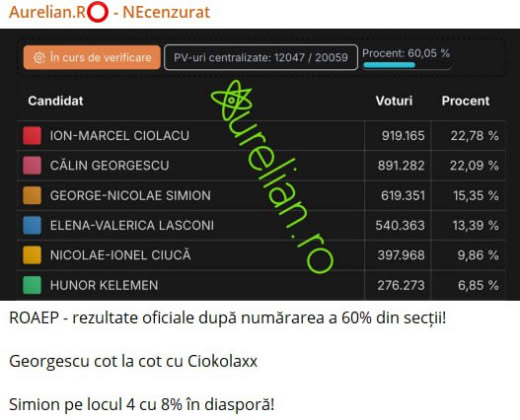 Aurelian.R⭕ - NEcenzurat
În curs de verificare
PV-uri centralizate: 12047 / 20059
Procent: 60,05 %
Candidat Voturi Procent
ION-MARCEL CIOLACU 919.165 22,78 %
CĂLIN GEORGESCU 891.282 22,09 %
GEORGE-NICOLAE SIMION 619.351 15,35 %
ELENA-VALERICA LASCONI 540.363 13,39 %
NICOLAE-IONEL CIUCĂ 397.968 9,86 %
HUNOR KELEMEN 276.273 6,85 %
Aurelian.ro
ROAEP - rezultate oficiale după numărarea a 60% din secții!
Georgescu cot la cot cu Ciokolaxx
Simion pe locul 4 cu 8% în diasporă!